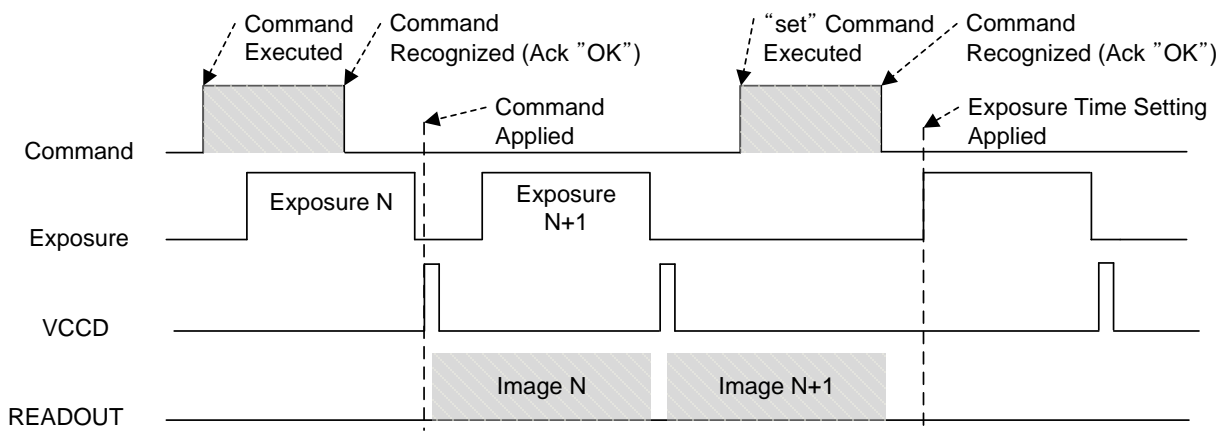 Command
Executed
Command
Recognized (Ack ”OK”)
“set” Command
Executed
Command
Recognized (Ack ”OK”)
Command
Applied
Exposure Time Setting
Applied
Command
Exposure N
Exposure
N+1
Exposure
VCCD
Image N
Image N+1
READOUT